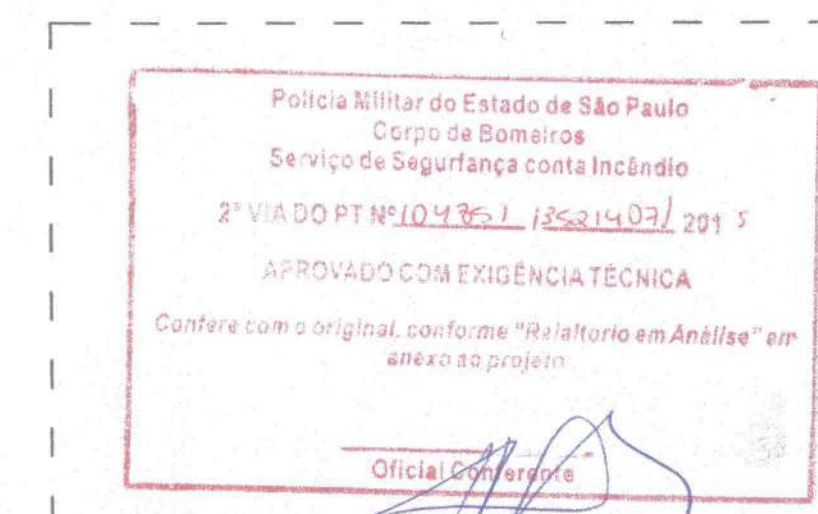 Polícia Militar do Estado de São Paulo
Corpo de Bomeiros
Serviço de Segurfança conta Incêndio
2ª VIA DO PT Nº 104851 13521407/ 2015
APROVADO COM EXIGÊNCIA TÉCNICA
Confere com o original, conforme "Relaltorio em Análise" em
anexo ao projeto
Oficial Conferente